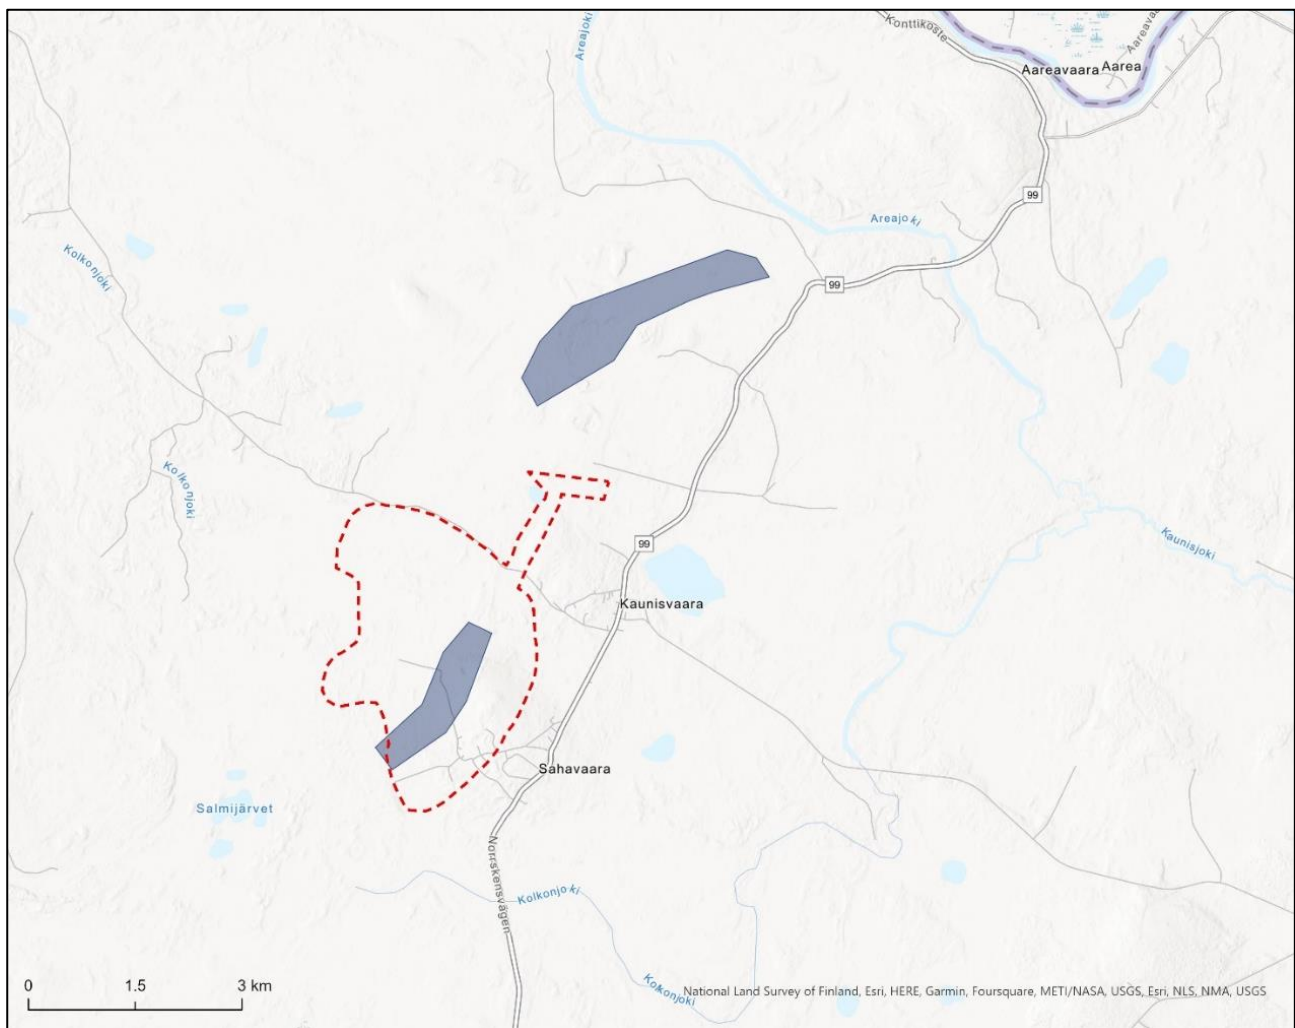 Konttikoste
Areajoki
Aareava
Aareavaara Aarea
99
Areajoki
Kolkonjoki
99
Kolkonjoki
99
Kaunisjoki
Kaunisvaara
Sahavaara
Salmijärvet
Norrskensvägen
Kolkonjoki
Kolkonjoki
0 1.5 3 km
National Land Survey of Finland, Esri, HERE, Garmin, Foursquare, METI/NASA, USGS, Esri, NLS, NMA, USGS